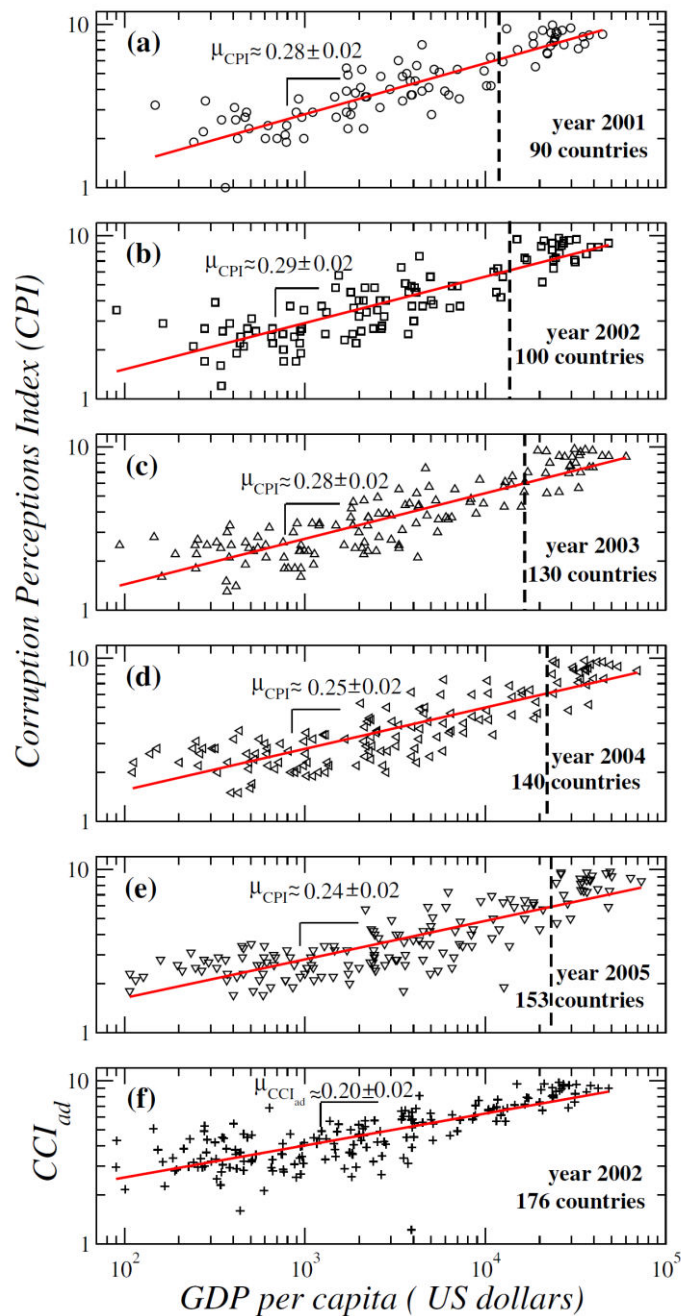 Corruption Perceptions Index (CPI)
10
(a)
μCPI≈0.28±0.02
year 2001
90 countries
1
10
(b)
μCPI≈0.29±0.02
year 2002
100 countries
1
10
(c)
μCPI≈0.28±0.02
year 2003
130 countries
1
10
(d)
μCPI≈0.25±0.02
year 2004
140 countries
1
10
(e)
μCPI≈0.24±0.02
year 2005
153 countries
1
CCIad
10
(f)
μCCIad≈0.20±0.02
year 2002
176 countries
1
10² 10³ 10⁴ 10⁵
GDP per capita ( US dollars)